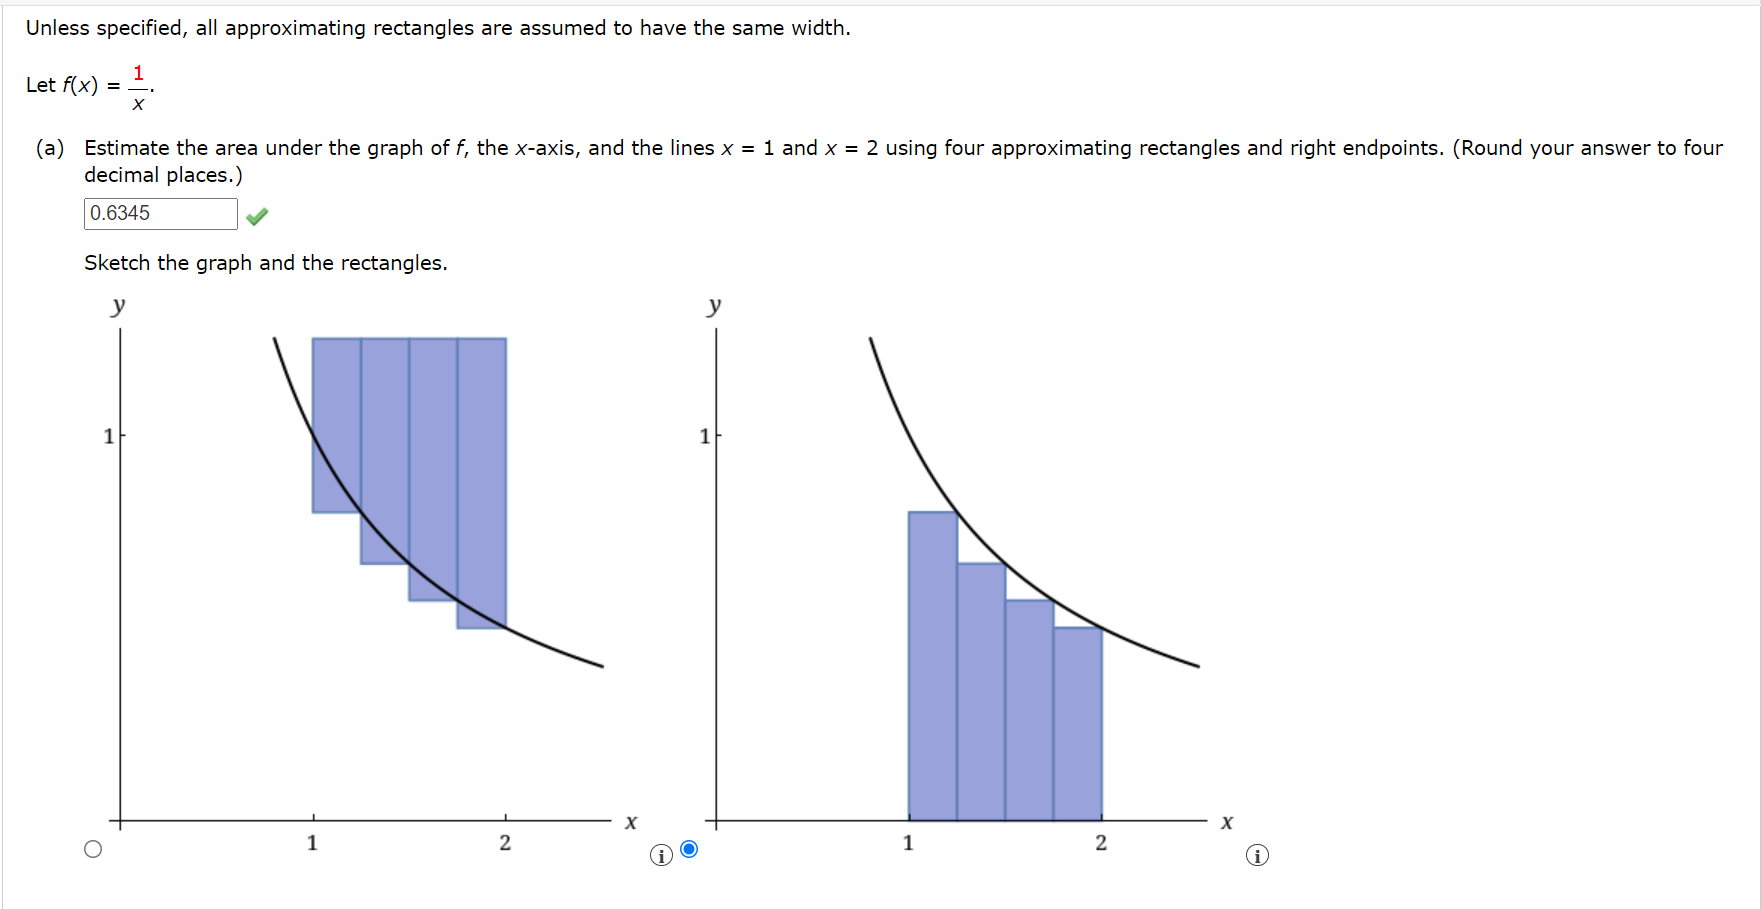 Unless specified, all approximating rectangles are assumed to have the same width.
Let f(x) = 1/x.
(a) Estimate the area under the graph of f, the x-axis, and the lines x = 1 and x = 2 using four approximating rectangles and right endpoints. (Round your answer to four
decimal places.)
0.6345
Sketch the graph and the rectangles.
y
1
1
2
x
i
y
1
1
2
x
i